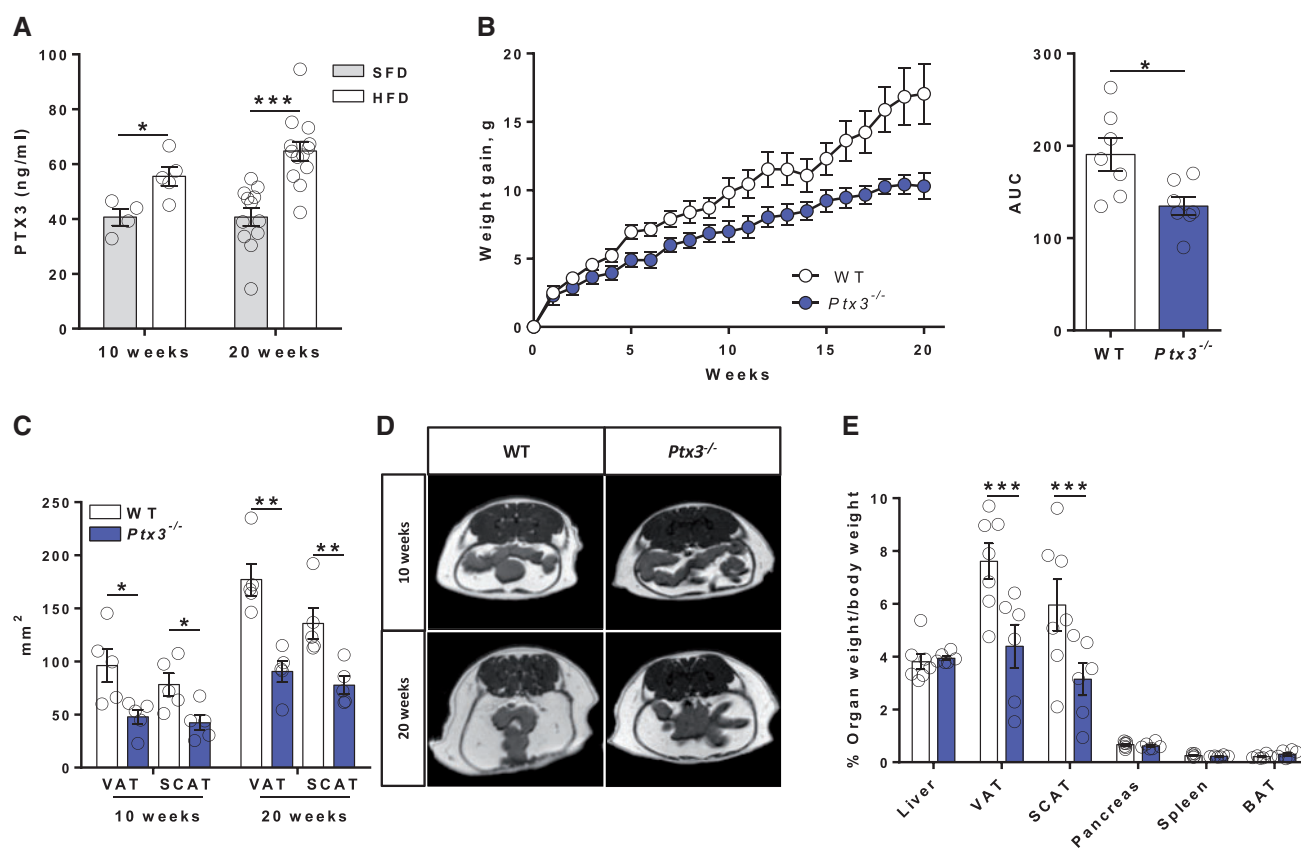 A
PTX3 (ng/ml)
100
80
60
40
20
0
*
***
SFD
HFD
10 weeks
20 weeks
B
Weight gain, g
20
15
10
5
0
WT
Ptx3-/-
0
5
10
15
20
Weeks
AUC
300
200
100
0
*
WT
Ptx3-/-
C
mm2
250
200
150
100
50
0
WT
Ptx3-/-
*
*
**
**
VAT
SCAT
VAT
SCAT
10 weeks
20 weeks
D
WT
Ptx3-/-
10 weeks
20 weeks
E
% Organ weight/body weight
10
8
6
4
2
0
***
***
Liver
VAT
SCAT
Pancreas
Spleen
BAT